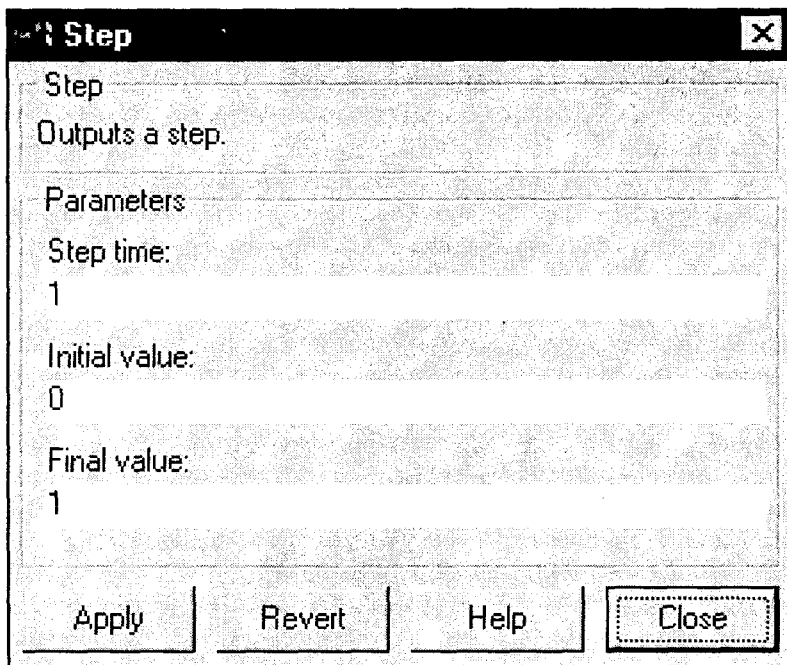 Step
Step
Outputs a step.
Parameters
Step time:
1
Initial value:
0
Final value:
1
Apply Revert Help Close